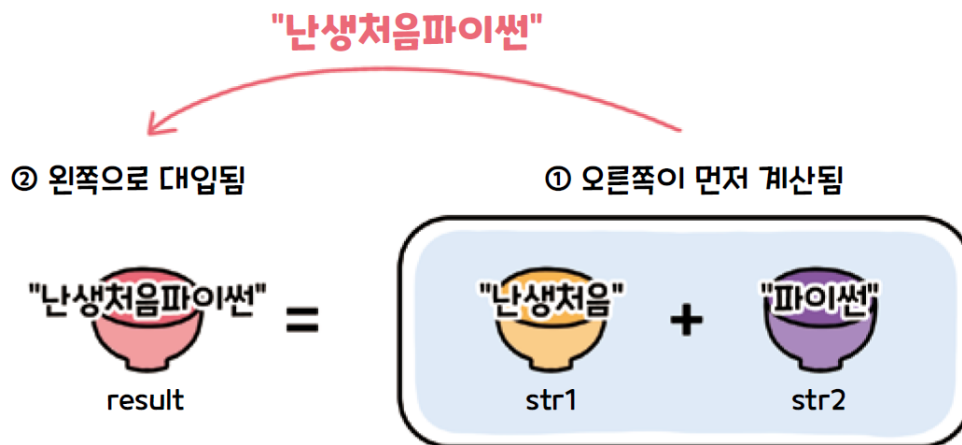 "난생처음파이썬"
② 왼쪽으로 대입됨
① 오른쪽이 먼저 계산됨
"난생처음파이썬" = "난생처음" + "파이썬"
result
str1
str2